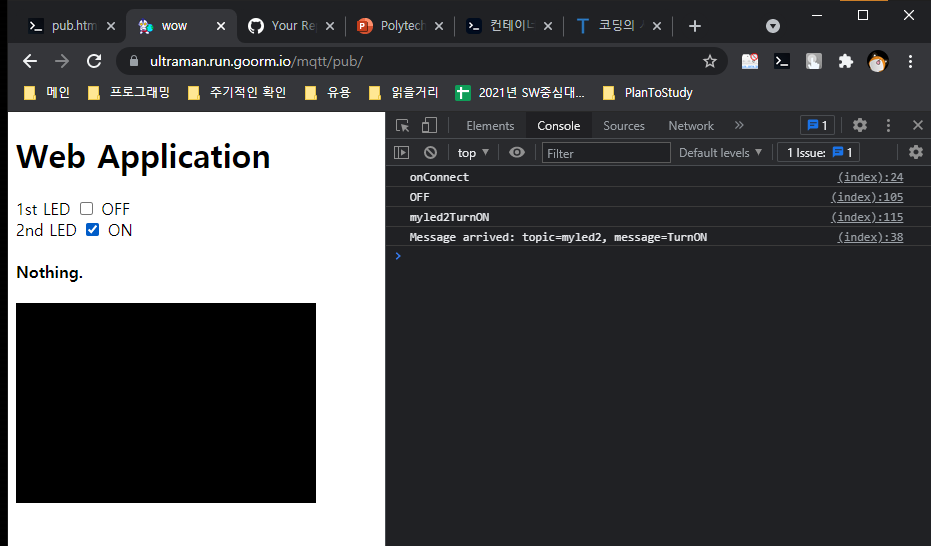 pub.htm
wow
Your Re
Polytech
컨테이너
코딩의
ultraman.run.goorm.io/mqtt/pub/
메인
프로그래밍
주기적인 확인
유용
읽을거리
2021년 SW중심대...
PlanToStudy
Web Application
1st LED OFF
2nd LED ON
Nothing.
Elements
Console
Sources
Network
»
1
top ▼
Filter
Default levels ▼
1 Issue: 1
onConnect (index):24
OFF (index):105
myled2TurnON (index):115
Message arrived: topic=myled2, message=TurnON (index):38
>